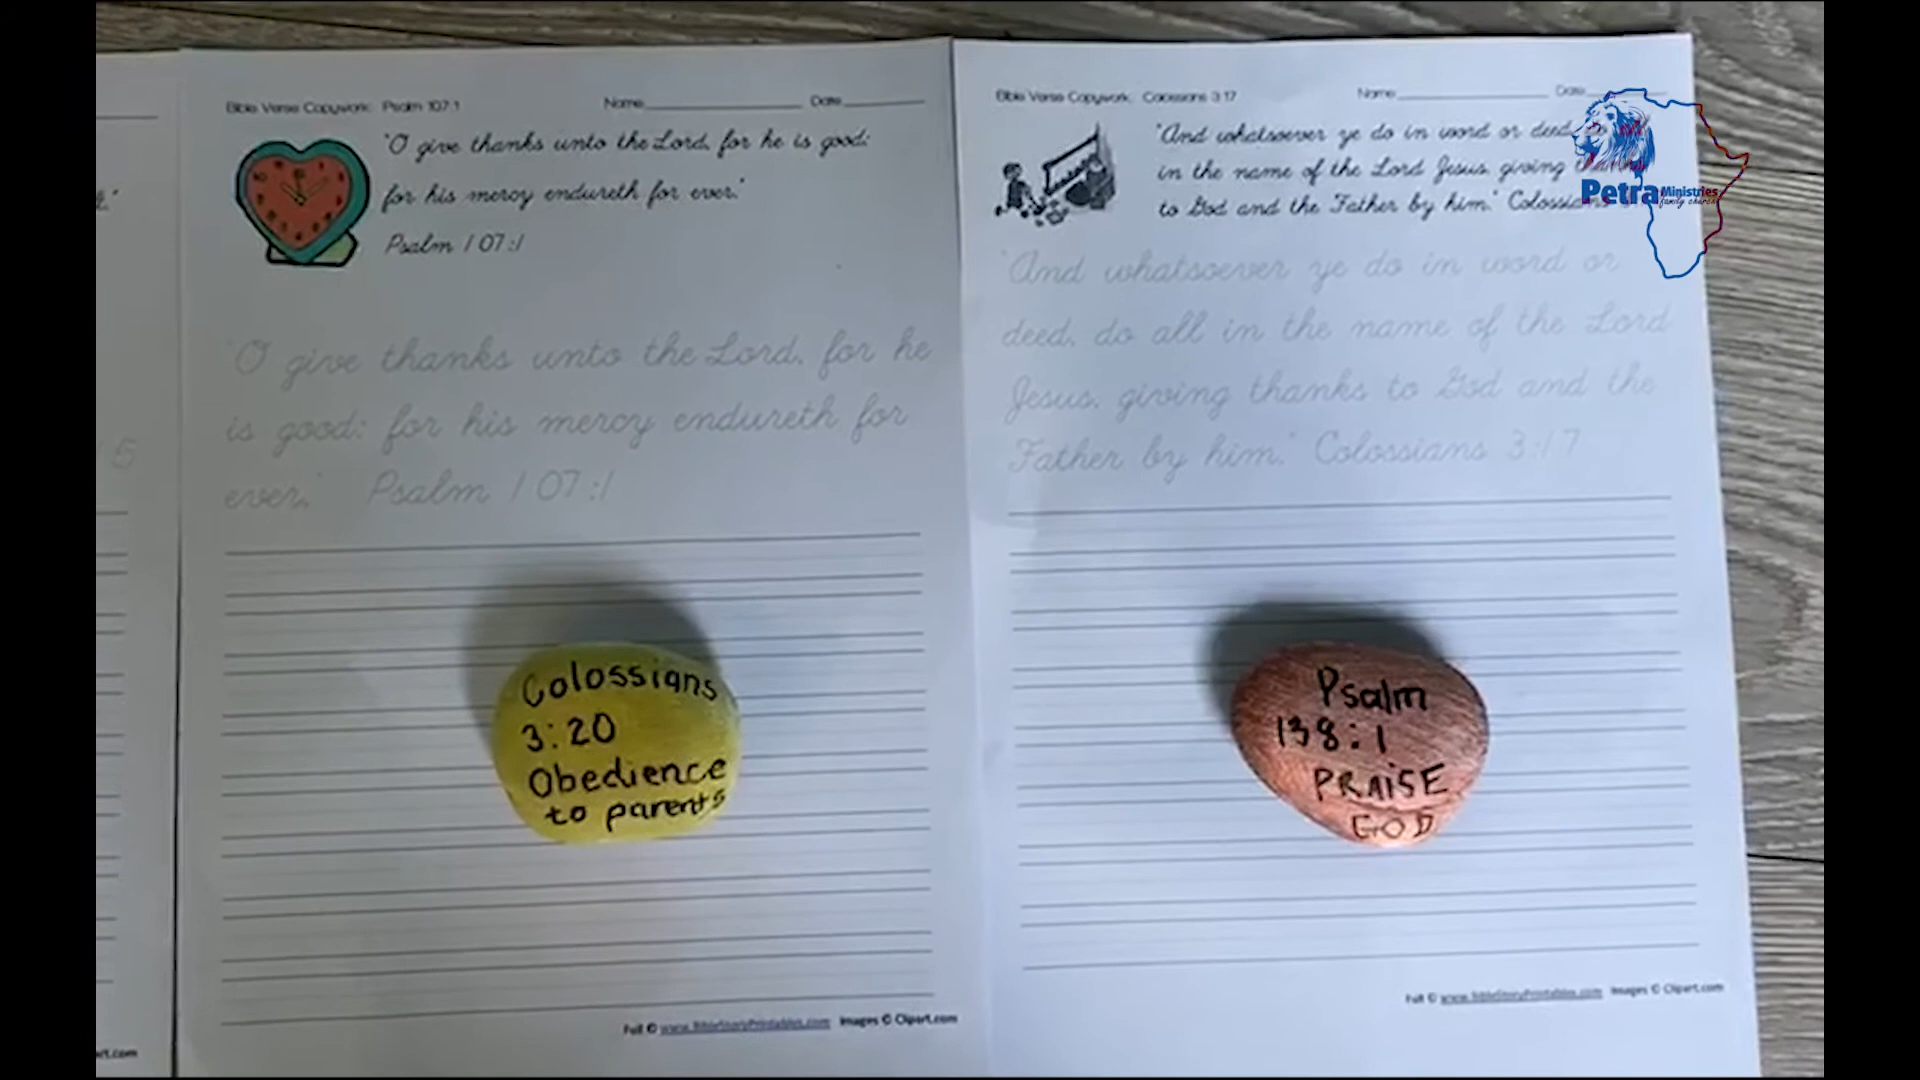 Bible Verse Copywork: Psalm 107:1 Name Date
"O give thanks unto the Lord, for he is good:
for his mercy endureth for ever."
Psalm 107:1
"O give thanks unto the Lord, for he
is good: for his mercy endureth for
ever." Psalm 107:1
Colossians
3:20
Obedience
to parents
Full © www.BibleStoryPrintables.com Images © Clipart.com
Bible Verse Copywork: Colossians 3:17 Name Date
"And whatsoever ye do in word or deed,
in the name of the Lord Jesus, giving thanks
to God and the Father by him." Colossians
"And whatsoever ye do in word or
deed, do all in the name of the Lord
Jesus, giving thanks to God and the
Father by him." Colossians 3:17
Psalm
138:1
PRAISE
GOD
Full © www.BibleStoryPrintables.com Images © Clipart.com
Petra Ministries
family church
15
art.com